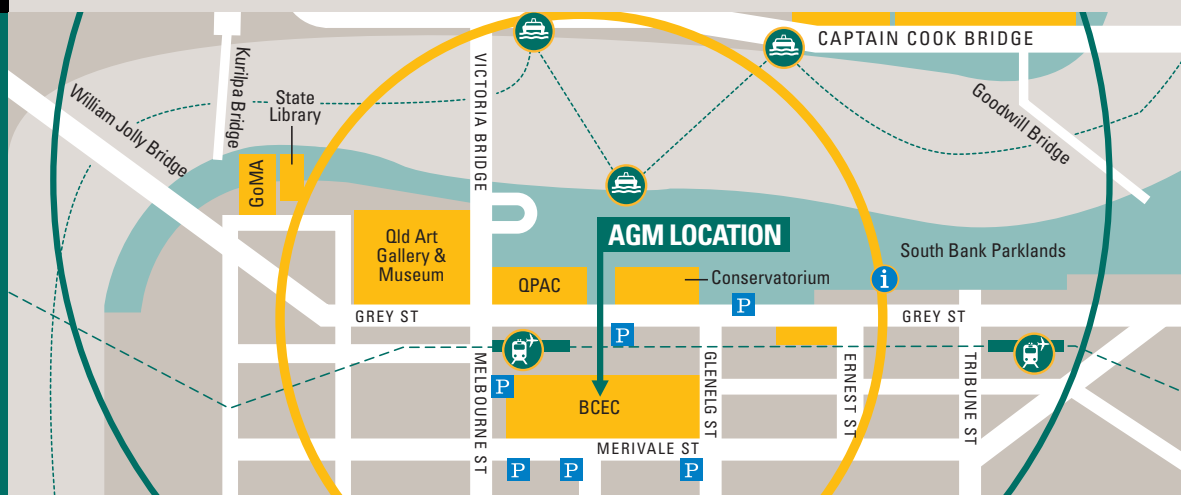 CAPTAIN COOK BRIDGE
VICTORIA BRIDGE
Kurilpa Bridge
William Jolly Bridge
State
Library
Goodwill Bridge
GoMA
AGM LOCATION
Qld Art
Gallery &
Museum
South Bank Parklands
QPAC
Conservatorium
i
P
GREY ST
GREY ST
P
MELBOURNE ST
GLENELG ST
ERNEST ST
TRIBUNE ST
P
BCEC
MERIVALE ST
P
P
P